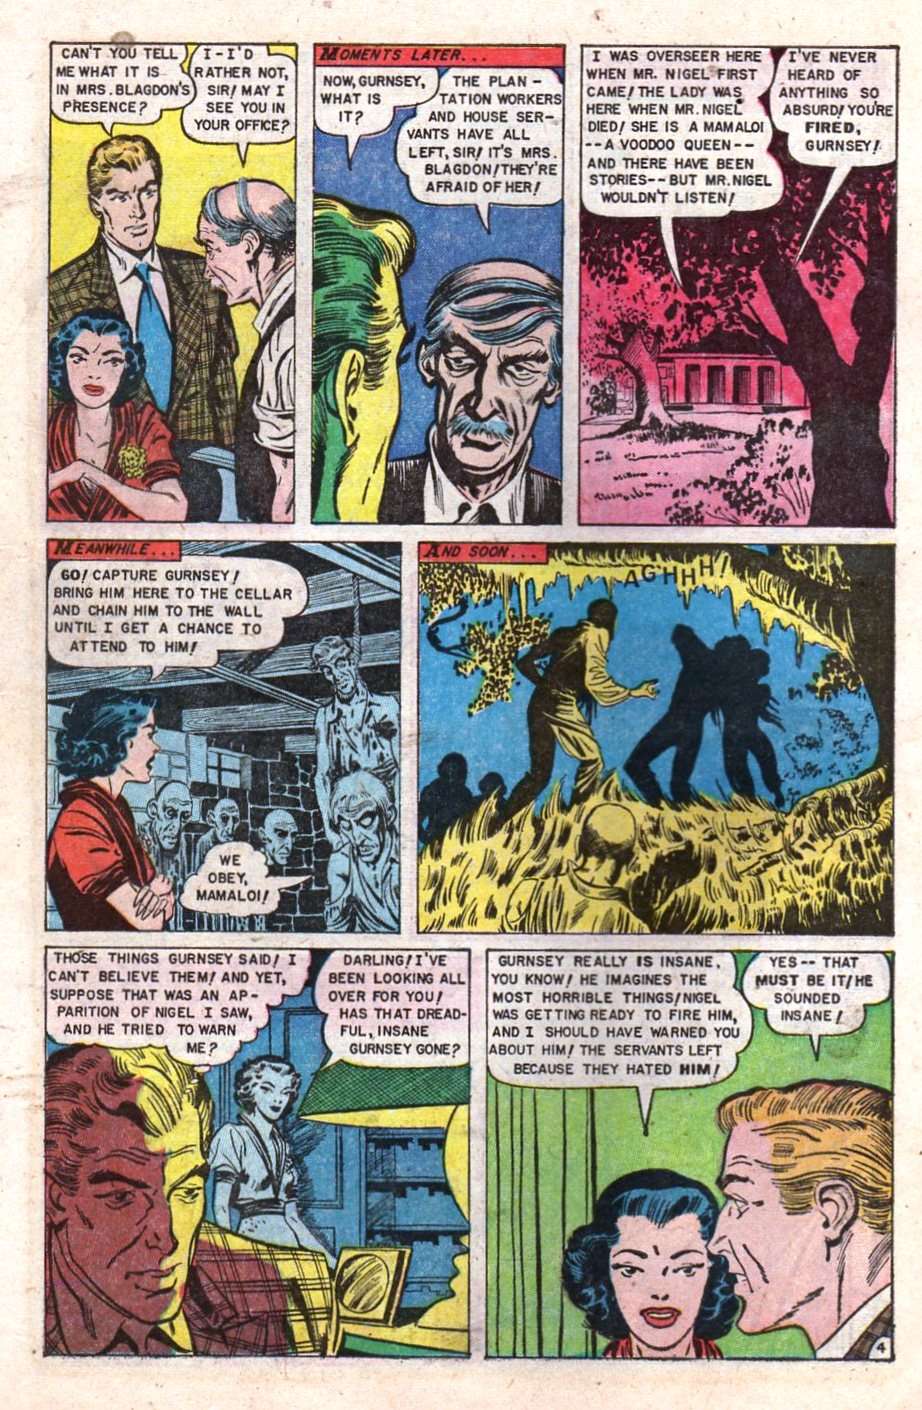 CAN'T YOU TELL
ME WHAT IT IS
IN MRS. BLAGDON'S
PRESENCE?
I-I'D
RATHER NOT,
SIR! MAY I
SEE YOU IN
YOUR OFFICE?
MOMENTS LATER...
NOW, GURNSEY,
WHAT IS
IT?
THE PLAN-
TATION WORKERS
AND HOUSE SER-
VANTS HAVE ALL
LEFT, SIR! IT'S MRS.
BLAGDON! THEY'RE
AFRAID OF HER!
I WAS OVERSEER HERE
WHEN MR. NIGEL FIRST
CAME! THE LADY WAS
HERE WHEN MR. NIGEL
DIED! SHE IS A MAMALOI
--A VOODOO QUEEN--
AND THERE HAVE BEEN
STORIES--BUT MR. NIGEL
WOULDN'T LISTEN!
I'VE NEVER
HEARD OF
ANYTHING SO
ABSURD! YOU'RE
FIRED,
GURNSEY!
MEANWHILE...
GO! CAPTURE GURNSEY!
BRING HIM HERE TO THE CELLAR
AND CHAIN HIM TO THE WALL
UNTIL I GET A CHANCE TO
ATTEND TO HIM!
WE
OBEY,
MAMALOI!
AND SOON...
AGHHH!
THOSE THINGS GURNSEY SAID! I
CAN'T BELIEVE THEM! AND YET,
SUPPOSE THAT WAS AN AP-
PARITION OF NIGEL I SAW,
AND HE TRIED TO WARN
ME?
DARLING! I'VE
BEEN LOOKING ALL
OVER FOR YOU!
HAS THAT DREAD-
FUL, INSANE
GURNSEY GONE?
GURNSEY REALLY IS INSANE,
YOU KNOW! HE IMAGINES THE
MOST HORRIBLE THINGS! NIGEL
WAS GETTING READY TO FIRE HIM,
AND I SHOULD HAVE WARNED YOU
ABOUT HIM! THE SERVANTS LEFT
BECAUSE THEY HATED HIM!
YES--THAT
MUST BE IT! HE
SOUNDED
INSANE!
4